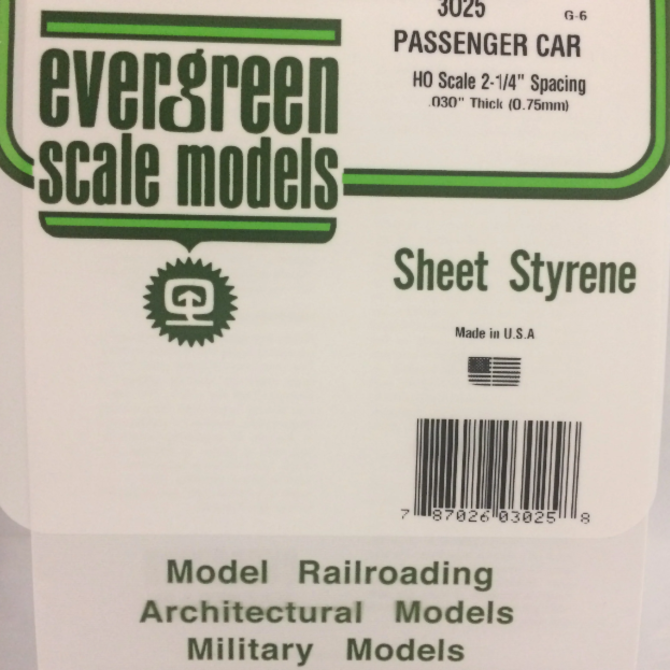 3025 G-6
PASSENGER CAR
HO Scale 2-1/4" Spacing
.030" Thick (0.75mm)
evergreen
scale models
Sheet Styrene
Made in U.S.A
7 87026 03025 8
Model Railroading
Architectural Models
Military Models